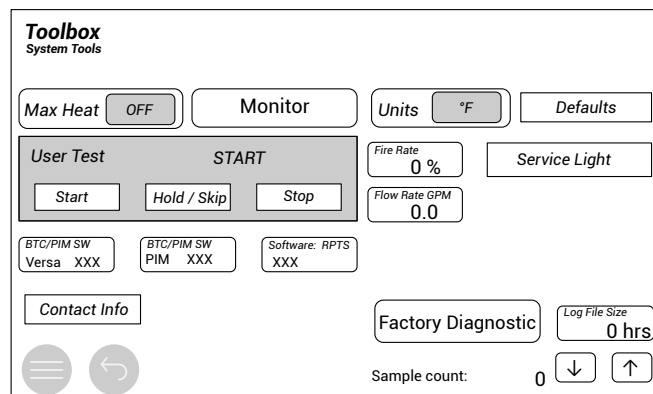 Toolbox
System Tools
Max Heat OFF Monitor Units °F Defaults
User Test START
Start Hold / Skip Stop
Fire Rate
0 %
Service Light
Flow Rate GPM
0.0
BTC/PIM SW
Versa XXX
BTC/PIM SW
PIM XXX
Software: RPTS
XXX
Contact Info
Factory Diagnostic
Log File Size
0 hrs
Sample count: 0